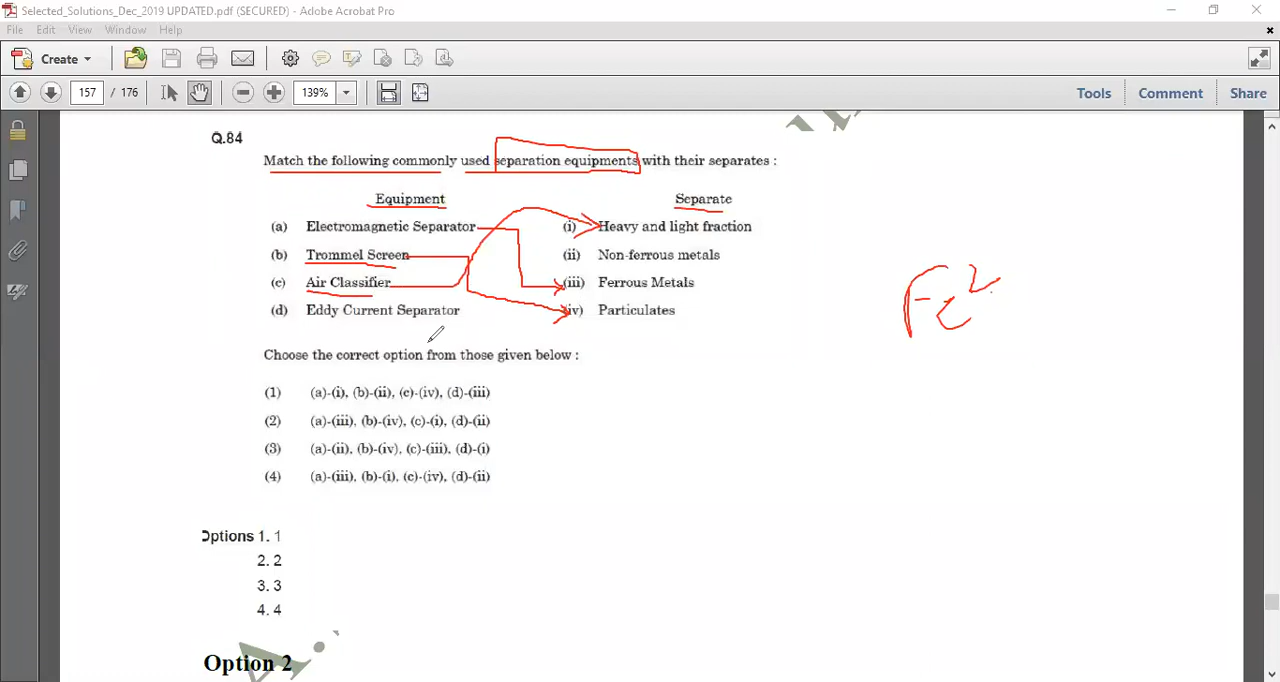 Selected_Solutions_Dec_2019 UPDATED.pdf (SECURED) - Adobe Acrobat Pro
File Edit View Window Help
Create
157 / 176 139% Tools Comment Share
Q.84
Match the following commonly used separation equipments with their separates :
Equipment Separate
(a) Electromagnetic Separator (i) Heavy and light fraction
(b) Trommel Screen (ii) Non-ferrous metals
(c) Air Classifier (iii) Ferrous Metals
(d) Eddy Current Separator (iv) Particulates
Fe2
Choose the correct option from those given below :
(1) (a)-(i), (b)-(ii), (c)-(iv), (d)-(iii)
(2) (a)-(iii), (b)-(iv), (c)-(i), (d)-(ii)
(3) (a)-(ii), (b)-(iv), (c)-(iii), (d)-(i)
(4) (a)-(iii), (b)-(i), (c)-(iv), (d)-(ii)
Options 1. 1
2. 2
3. 3
4. 4
Option 2